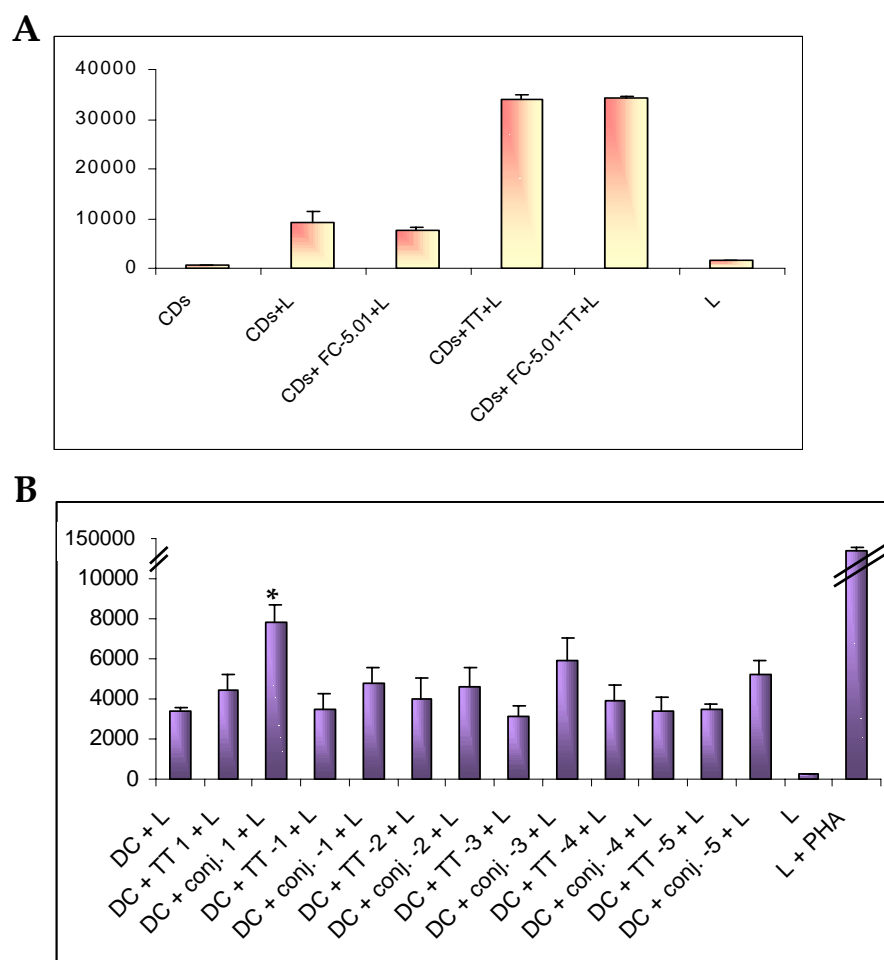 A
40000
30000
20000
10000
0
CDs
CDs+L
CDs+ FC-5.01+L
CDs+TT+L
CDs+ FC-5.01-TT+L
L
B
150000
10000
8000
6000
4000
2000
0
*
DC + L
DC + TT 1 + L
DC + conj. 1 + L
DC + TT -1 + L
DC + conj. -1 + L
DC + TT -2 + L
DC + conj. -2 + L
DC + TT -3 + L
DC + conj. -3 + L
DC + TT -4 + L
DC + conj. -4 + L
DC + TT -5 + L
DC + conj. -5 + L
L
L + PHA